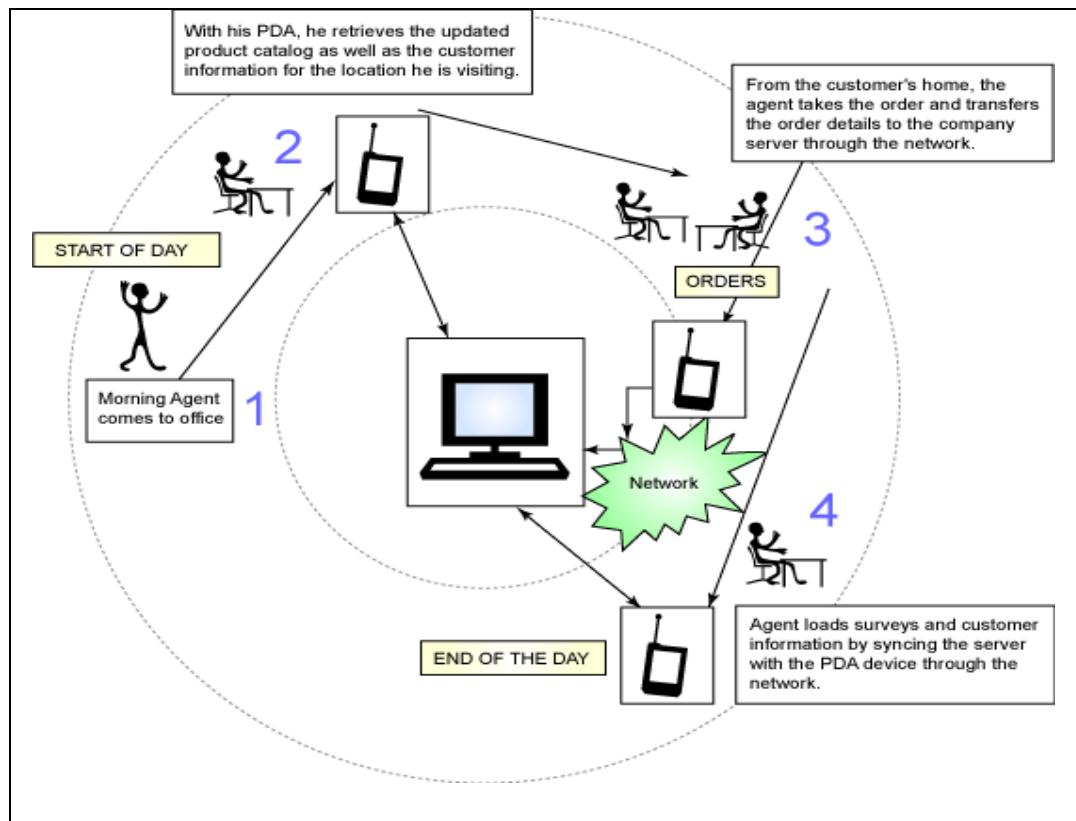 With his PDA, he retrieves the updated
product catalog as well as the customer
information for the location he is visiting.
From the customer's home, the
agent takes the order and transfers
the order details to the company
server through the network.
2
3
START OF DAY
ORDERS
Morning Agent
comes to office
1
Network
4
END OF THE DAY
Agent loads surveys and customer
information by syncing the server
with the PDA device through the
network.